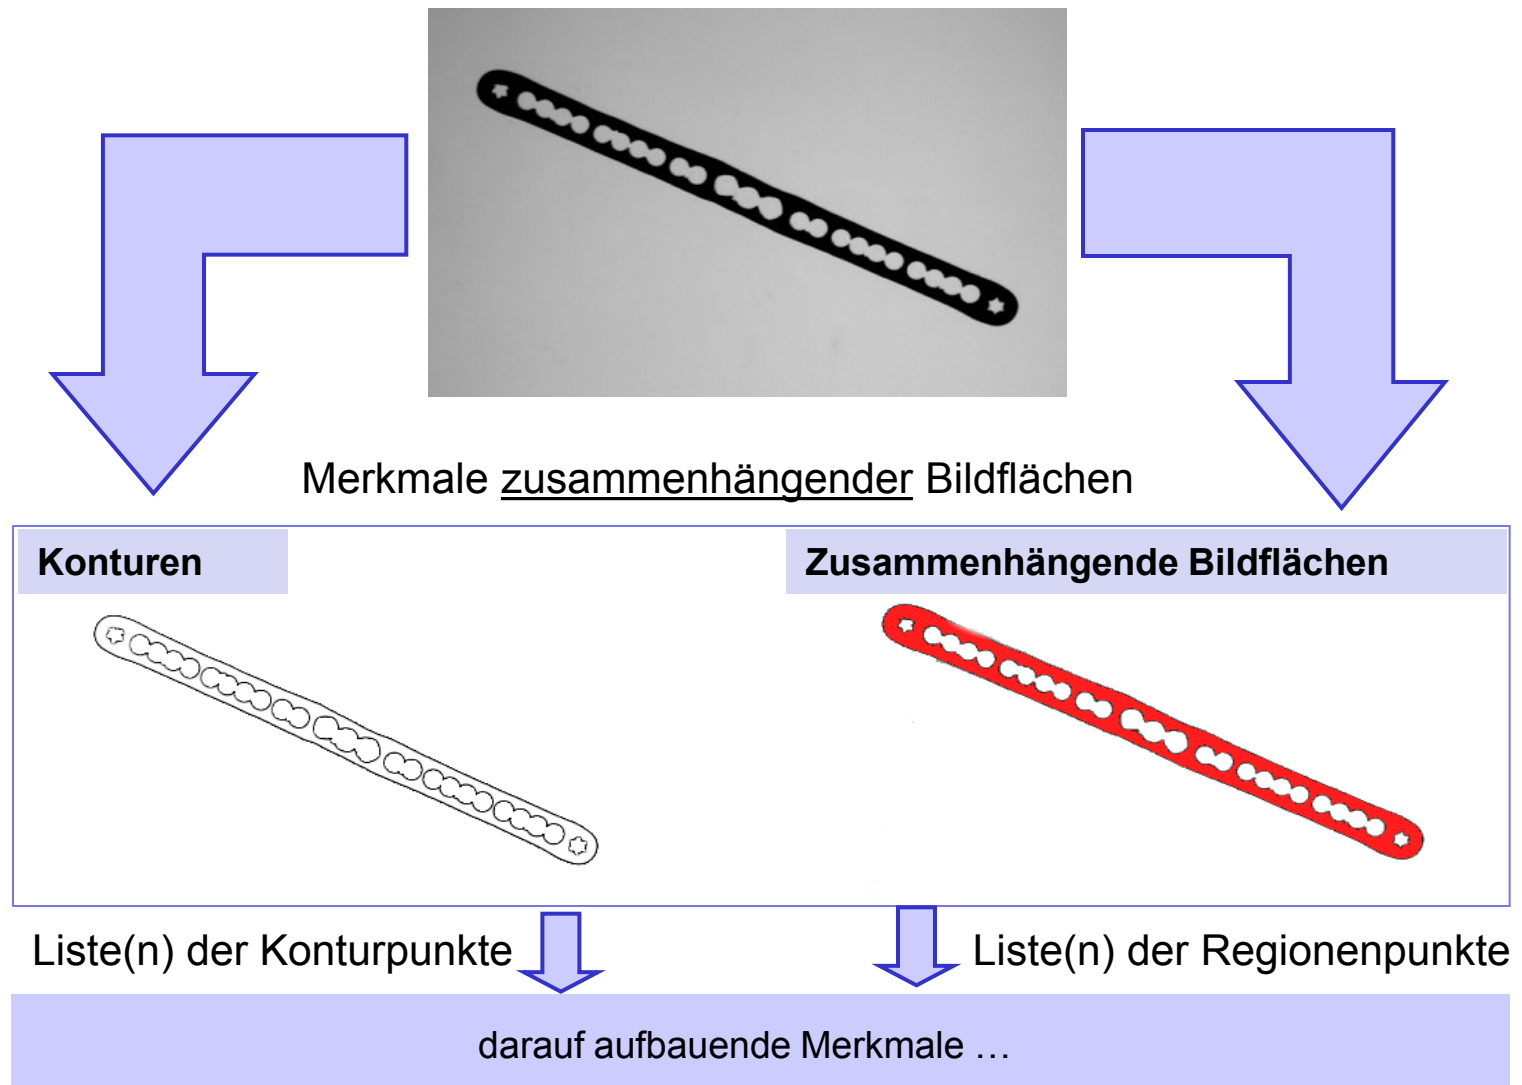 Merkmale zusammenhängender Bildflächen
Konturen
Zusammenhängende Bildflächen
Liste(n) der Konturpunkte
Liste(n) der Regionenpunkte
darauf aufbauende Merkmale …